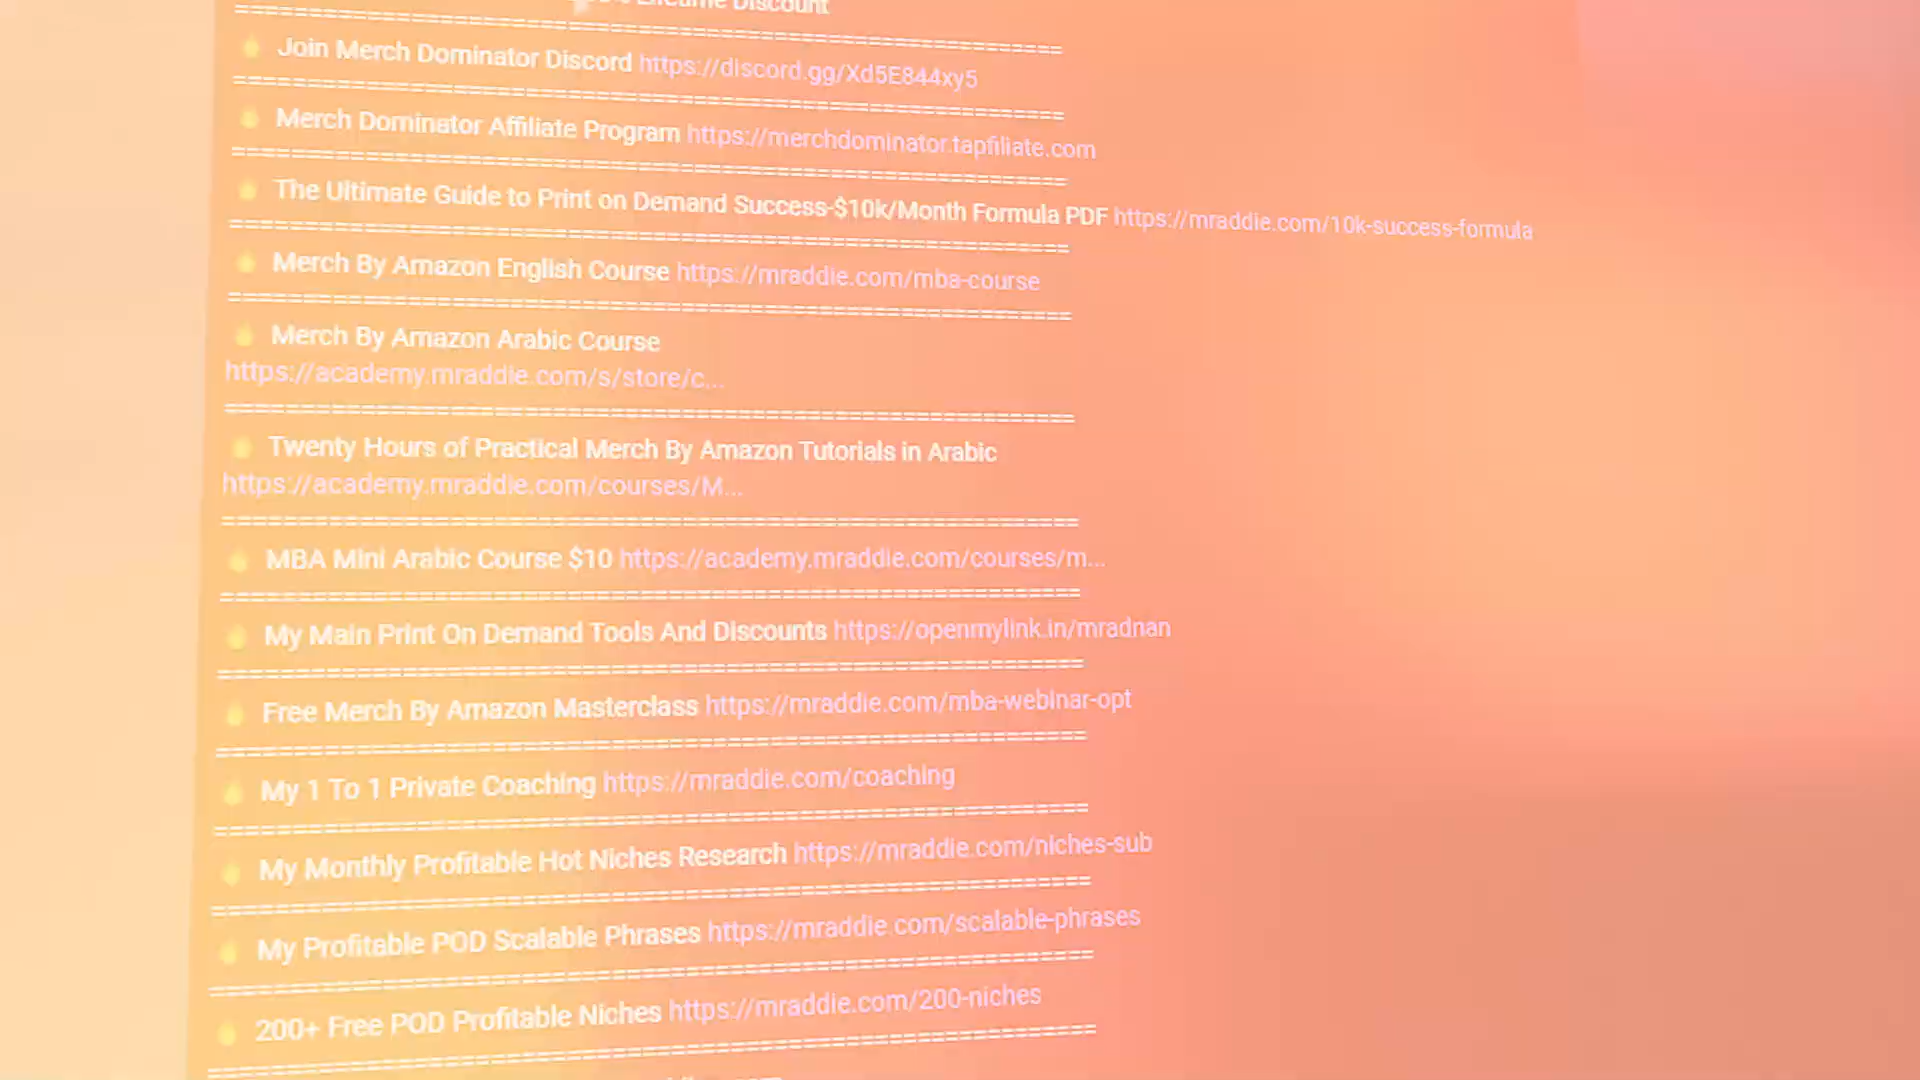 Lifetime Discount
==================================================
🔥 Join Merch Dominator Discord https://discord.gg/Xd5E844xy5
==================================================
🔥 Merch Dominator Affiliate Program https://merchdominator.tapfiliate.com
==================================================
🔥 The Ultimate Guide to Print on Demand Success-$10k/Month Formula PDF https://mraddie.com/10k-success-formula
==================================================
🔥 Merch By Amazon English Course https://mraddie.com/mba-course
==================================================
🔥 Merch By Amazon Arabic Course
https://academy.mraddie.com/s/store/c...
==================================================
🔥 Twenty Hours of Practical Merch By Amazon Tutorials in Arabic
https://academy.mraddie.com/courses/M...
==================================================
🔥 MBA Mini Arabic Course $10 https://academy.mraddie.com/courses/m...
==================================================
🔥 My Main Print On Demand Tools And Discounts https://openmylink.in/mradnan
==================================================
🔥 Free Merch By Amazon Masterclass https://mraddie.com/mba-webinar-opt
==================================================
🔥 My 1 To 1 Private Coaching https://mraddie.com/coaching
==================================================
🔥 My Monthly Profitable Hot Niches Research https://mraddie.com/niches-sub
==================================================
🔥 My Profitable POD Scalable Phrases https://mraddie.com/scalable-phrases
==================================================
🔥 200+ Free POD Profitable Niches https://mraddie.com/200-niches
==================================================